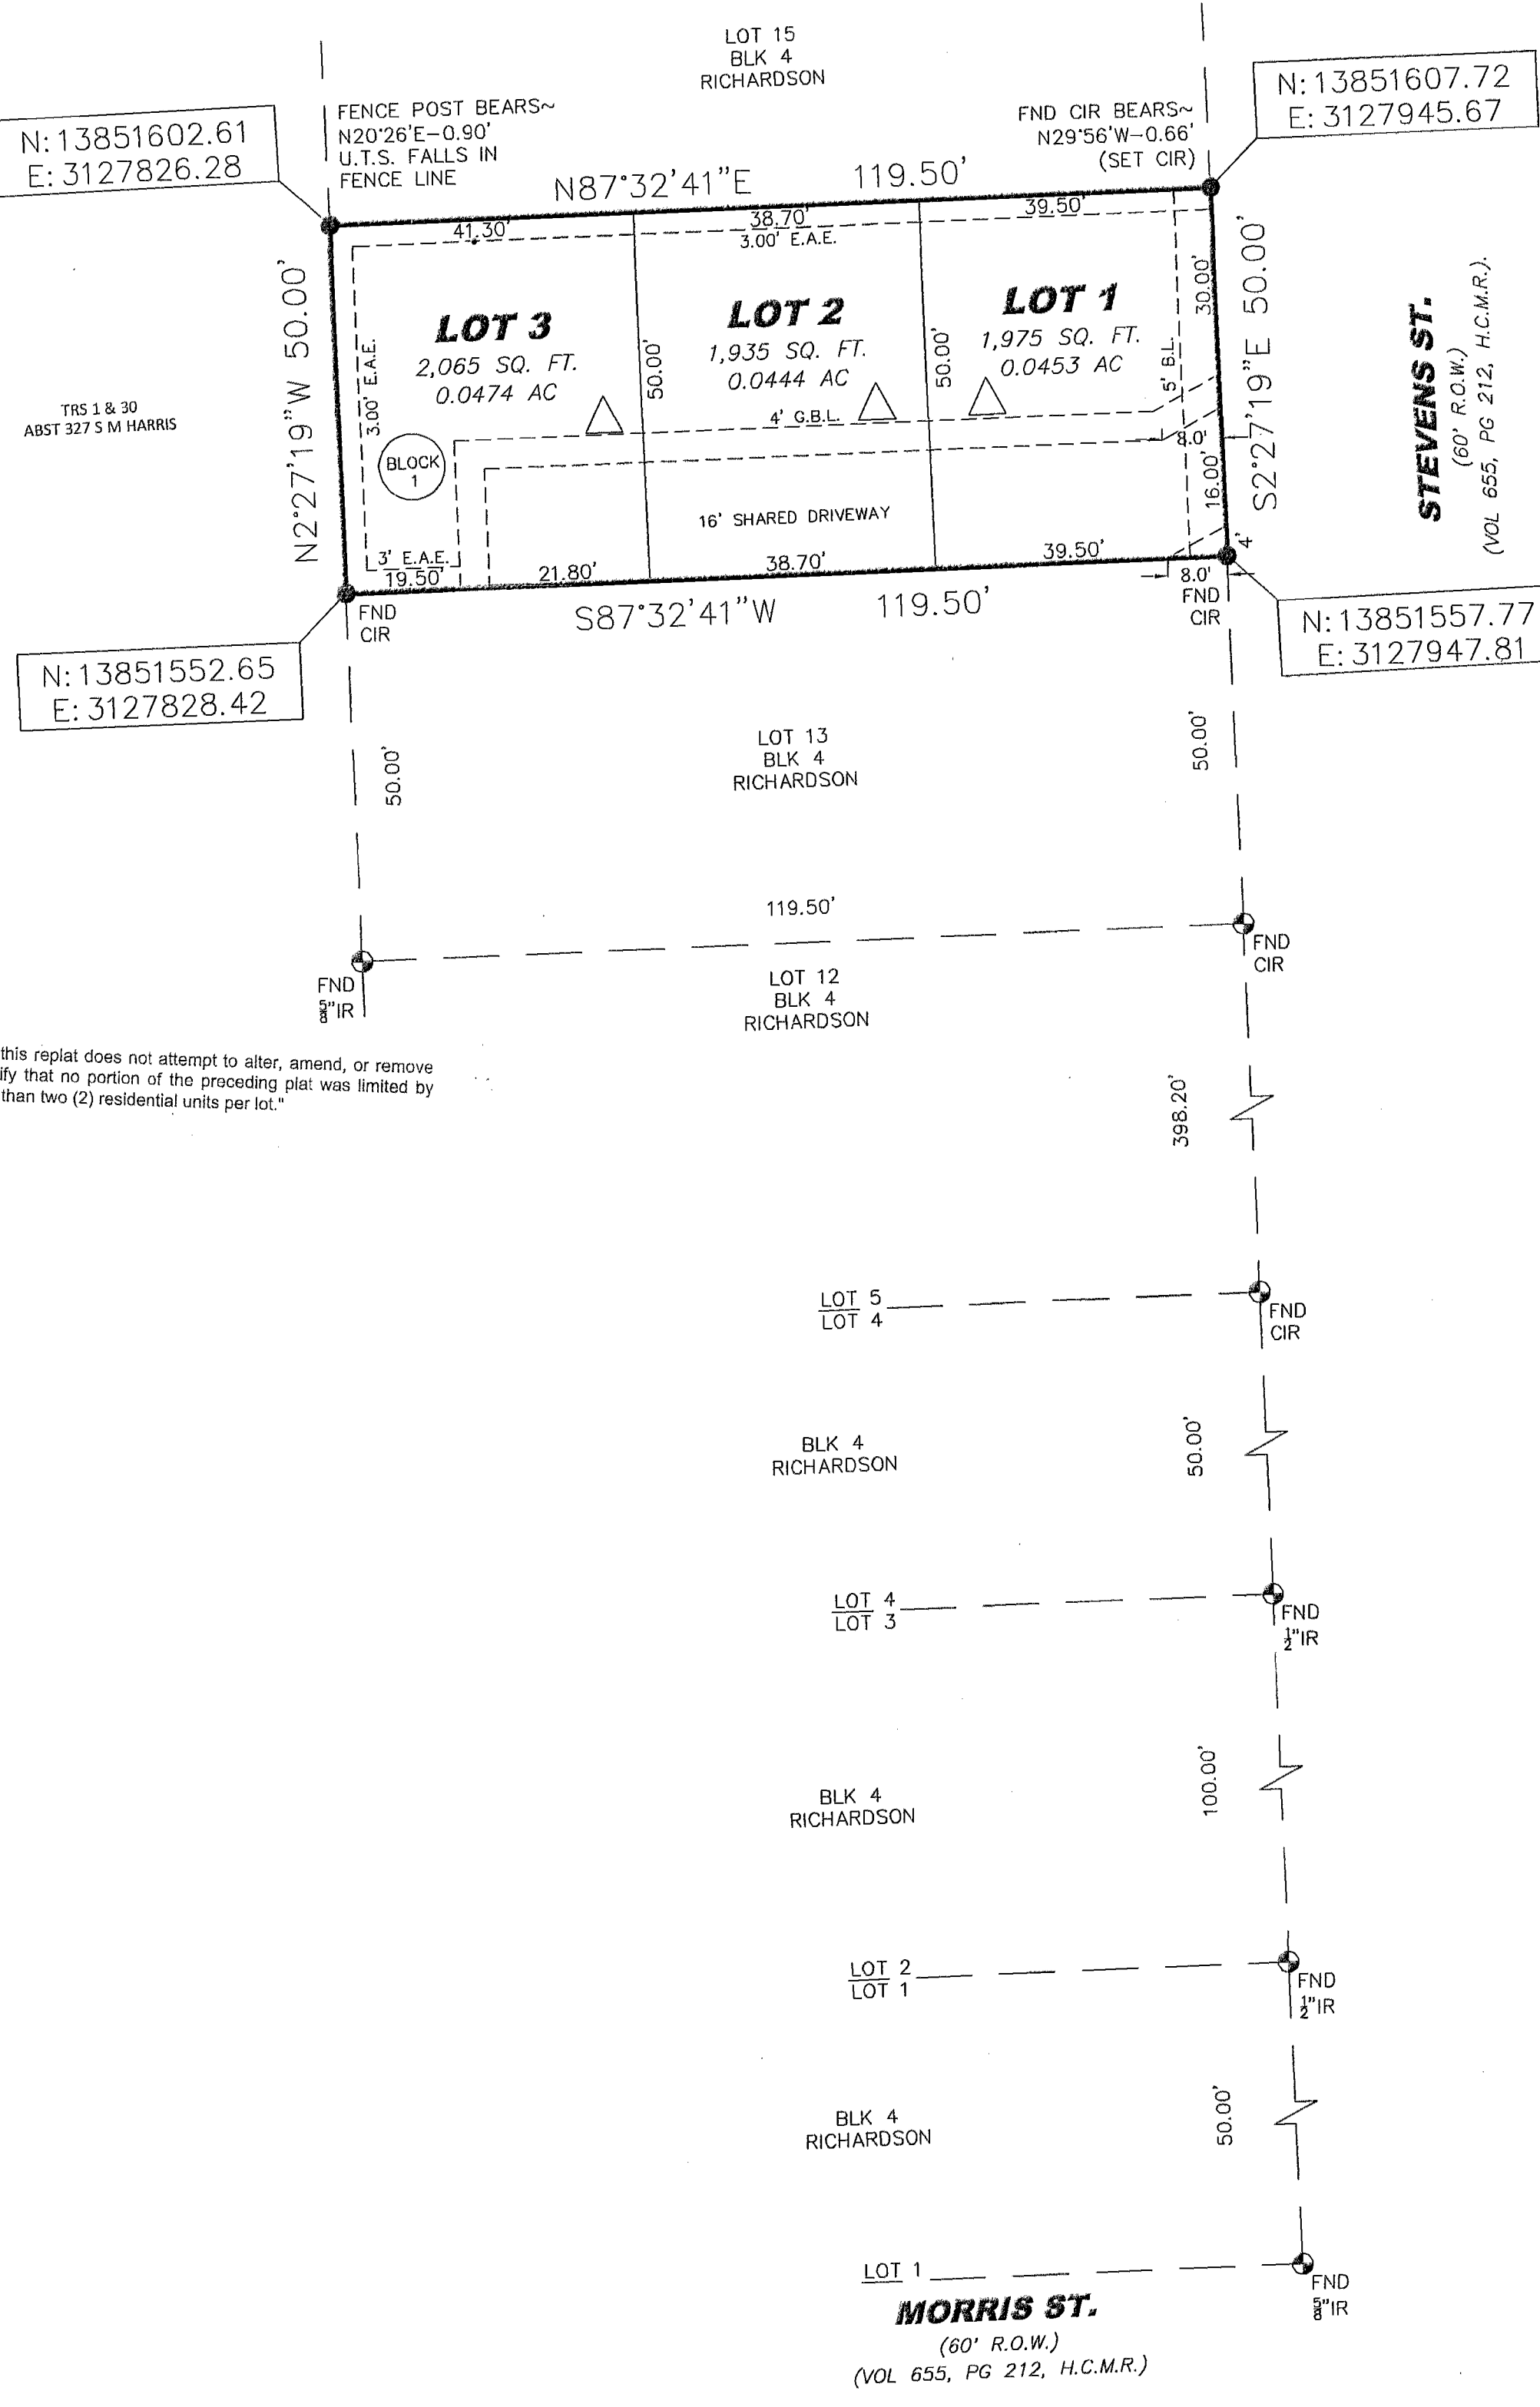 LOT 15
BLK 4
RICHARDSON
N: 13851602.61
E: 3127826.28
FENCE POST BEARS~
N20°26'E-0.90'
U.T.S. FALLS IN
FENCE LINE
FND CIR BEARS~
N29°56'W-0.66'
(SET CIR)
N: 13851607.72
E: 3127945.67
N87°32'41"E 119.50'
41.30'
38.70'
39.50'
3.00' E.A.E.
N2°27'19"W 50.00'
3.00' E.A.E.
LOT 3
2,065 SQ. FT.
0.0474 AC
50.00'
LOT 2
1,935 SQ. FT.
0.0444 AC
50.00'
LOT 1
1,975 SQ. FT.
0.0453 AC
5' B.L.
30.00'
S2°27'19"E 50.00'
STEVENS ST.
(60' R.O.W.)
(VOL 655, PG 212, H.C.M.R.).
TRS 1 & 30
ABST 327 S M HARRIS
4' G.B.L.
8.0'
BLOCK
1
16.00'
16' SHARED DRIVEWAY
4'
3' E.A.E.
19.50'
21.80'
38.70'
39.50'
8.0'
FND
CIR
S87°32'41"W 119.50'
FND
CIR
N: 13851552.65
E: 3127828.42
N: 13851557.77
E: 3127947.81
50.00'
LOT 13
BLK 4
RICHARDSON
50.00'
119.50'
FND
CIR
FND
5/8"IR
LOT 12
BLK 4
RICHARDSON
this replat does not attempt to alter, amend, or remove
ify that no portion of the preceding plat was limited by
than two (2) residential units per lot."
398.20'
LOT 5
LOT 4
FND
CIR
BLK 4
RICHARDSON
50.00'
LOT 4
LOT 3
FND
1/2"IR
BLK 4
RICHARDSON
100.00'
LOT 2
LOT 1
FND
1/2"IR
BLK 4
RICHARDSON
50.00'
LOT 1
FND
5/8"IR
MORRIS ST.
(60' R.O.W.)
(VOL 655, PG 212, H.C.M.R.)